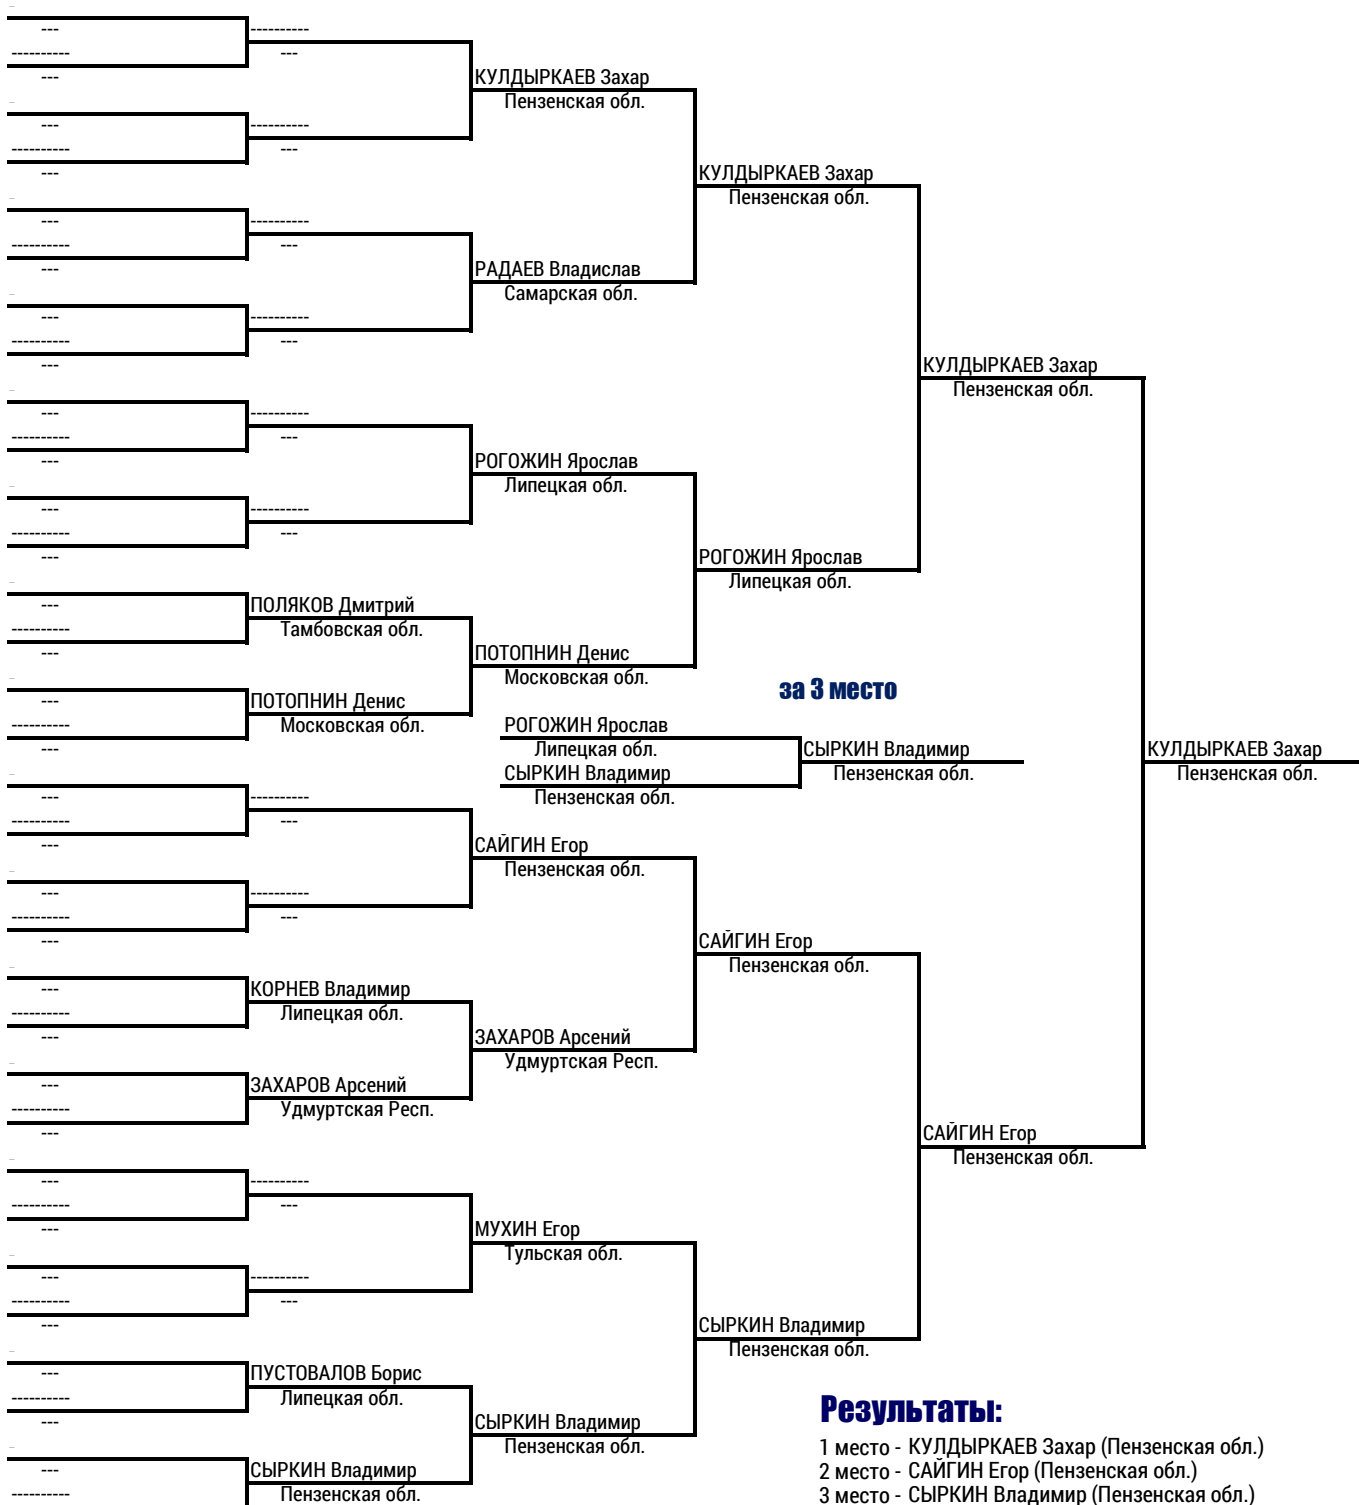 ---
----------
---
---
----------
---
---
----------
---
---
----------
---
---
----------
---
---
----------
---
---
----------
---
---
----------
---
---
----------
---
---
----------
---
---
----------
---
---
----------
---
---
----------
---
---
----------
---
---
----------
---
---
----------
----------
---
----------
---
----------
---
----------
---
----------
---
----------
---
ПОЛЯКОВ Дмитрий
Тамбовская обл.
ПОТОПНИН Денис
Московская обл.
----------
---
----------
---
КОРНЕВ Владимир
Липецкая обл.
ЗАХАРОВ Арсений
Удмуртская Респ.
----------
---
----------
---
ПУСТОВАЛОВ Борис
Липецкая обл.
СЫРКИН Владимир
Пензенская обл.
КУЛДЫРКАЕВ Захар
Пензенская обл.
РАДАЕВ Владислав
Самарская обл.
РОГОЖИН Ярослав
Липецкая обл.
ПОТОПНИН Денис
Московская обл.
САЙГИН Егор
Пензенская обл.
ЗАХАРОВ Арсений
Удмуртская Респ.
МУХИН Егор
Тульская обл.
СЫРКИН Владимир
Пензенская обл.
КУЛДЫРКАЕВ Захар
Пензенская обл.
РОГОЖИН Ярослав
Липецкая обл.
САЙГИН Егор
Пензенская обл.
СЫРКИН Владимир
Пензенская обл.
КУЛДЫРКАЕВ Захар
Пензенская обл.
САЙГИН Егор
Пензенская обл.
КУЛДЫРКАЕВ Захар
Пензенская обл.
за 3 место
РОГОЖИН Ярослав
Липецкая обл.
СЫРКИН Владимир
Пензенская обл.
СЫРКИН Владимир
Пензенская обл.
Результаты:
1 место - КУЛДЫРКАЕВ Захар (Пензенская обл.)
2 место - САЙГИН Егор (Пензенская обл.)
3 место - СЫРКИН Владимир (Пензенская обл.)